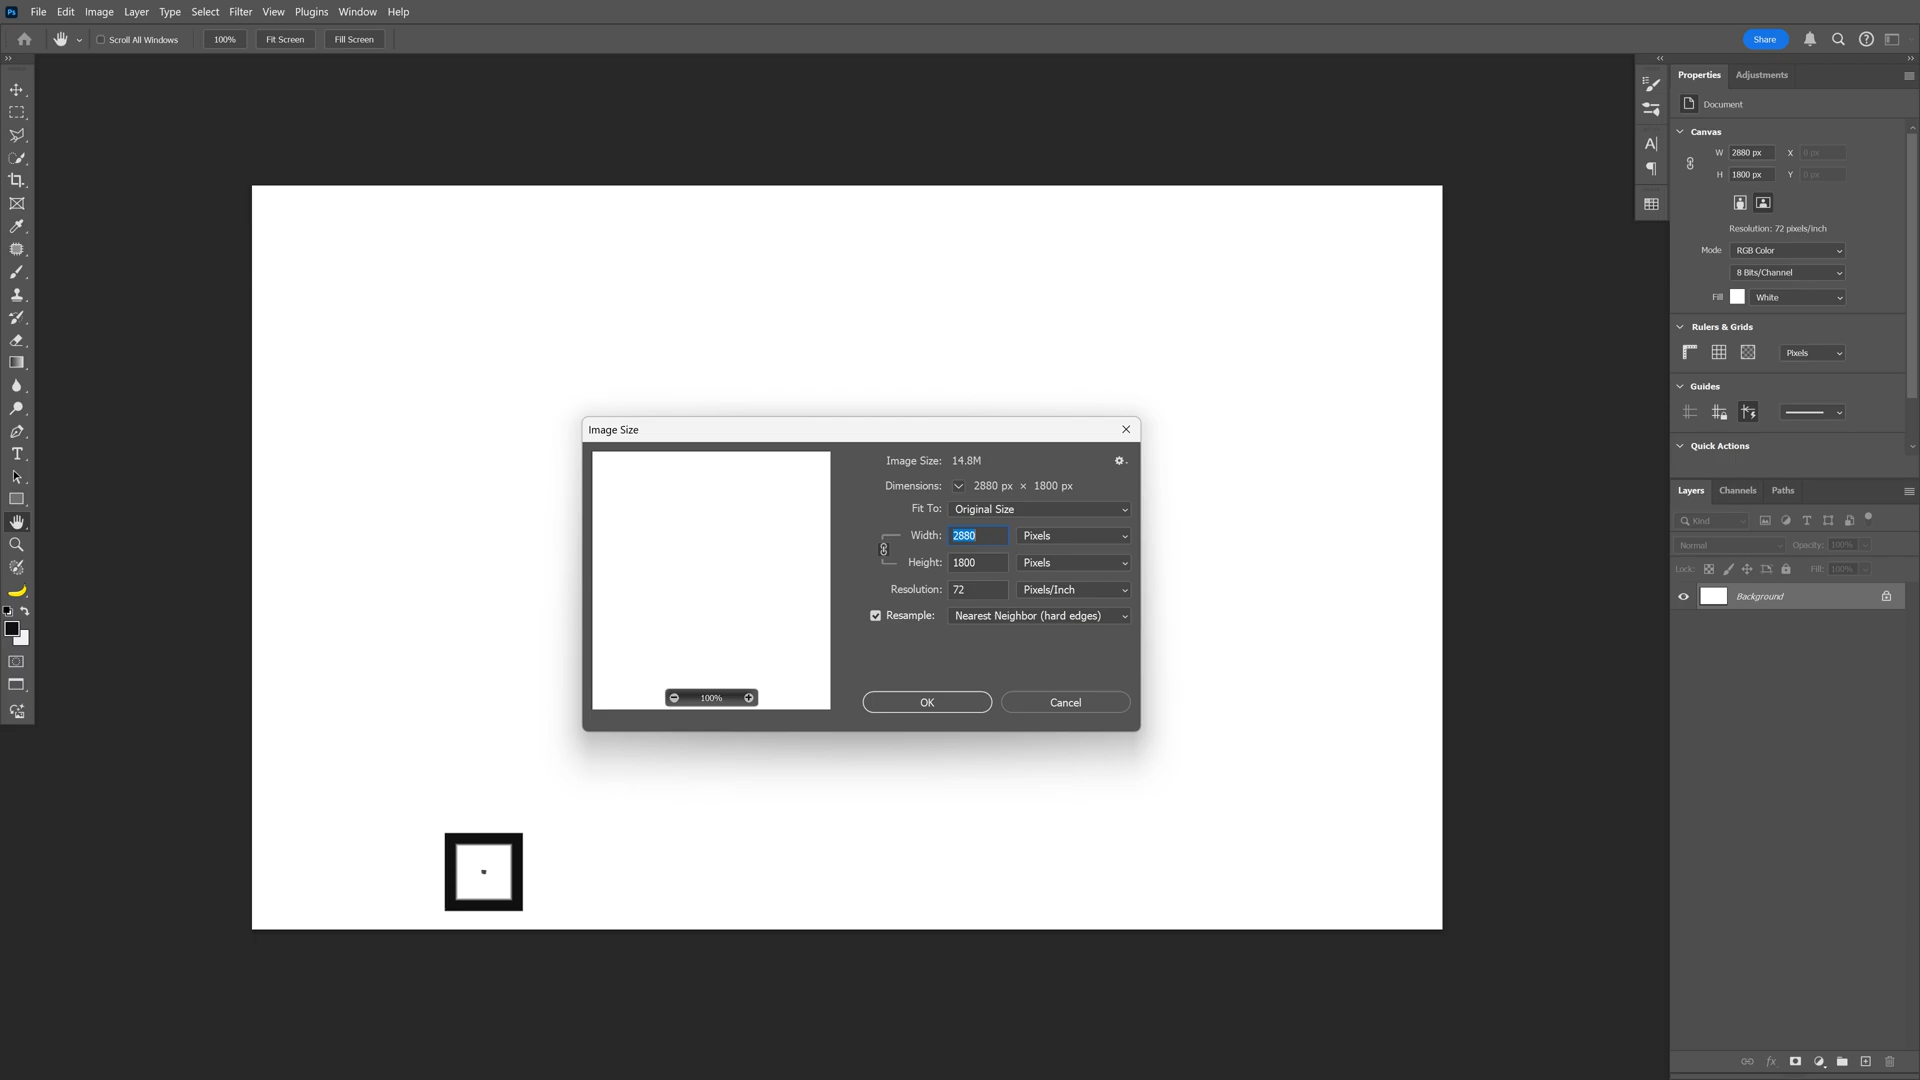 Ps File Edit Image Layer Type Select Filter View Plugins Window Help
Scroll All Windows 100% Fit Screen Fill Screen Share
Properties Adjustments
Document
Canvas
W 2880 px X 0 px
H 1800 px Y 0 px
Resolution: 72 pixels/inch
Mode RGB Color
8 Bits/Channel
Fill White
Rulers & Grids
Pixels
Guides
Quick Actions
Layers Channels Paths
Kind
Normal Opacity: 100%
Lock: Fill: 100%
Background
Image Size
Image Size: 14.8M
Dimensions: 2880 px × 1800 px
Fit To: Original Size
Width: 2880 Pixels
Height: 1800 Pixels
Resolution: 72 Pixels/Inch
Resample: Nearest Neighbor (hard edges)
100%
OK Cancel